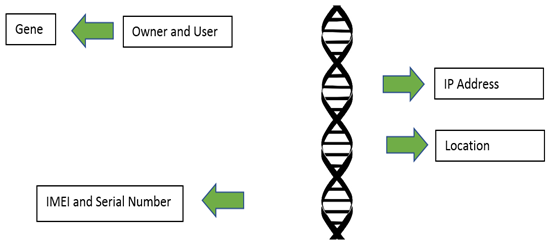 Gene
Owner and User
IP Address
Location
IMEI and Serial Number